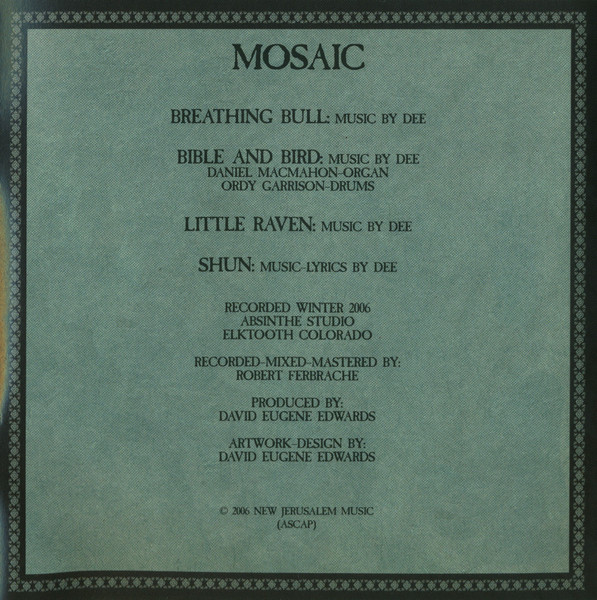 MOSAIC
BREATHING BULL: MUSIC BY DEE
BIBLE AND BIRD: MUSIC BY DEE
DANIEL MACMAHON-ORGAN
ORDY GARRISON-DRUMS
LITTLE RAVEN: MUSIC BY DEE
SHUN: MUSIC-LYRICS BY DEE
RECORDED WINTER 2006
ABSINTHE STUDIO
ELKTOOTH COLORADO
RECORDED-MIXED-MASTERED BY:
ROBERT FERBRACHE
PRODUCED BY:
DAVID EUGENE EDWARDS
ARTWORK-DESIGN BY:
DAVID EUGENE EDWARDS
© 2006 NEW JERUSALEM MUSIC
(ASCAP)